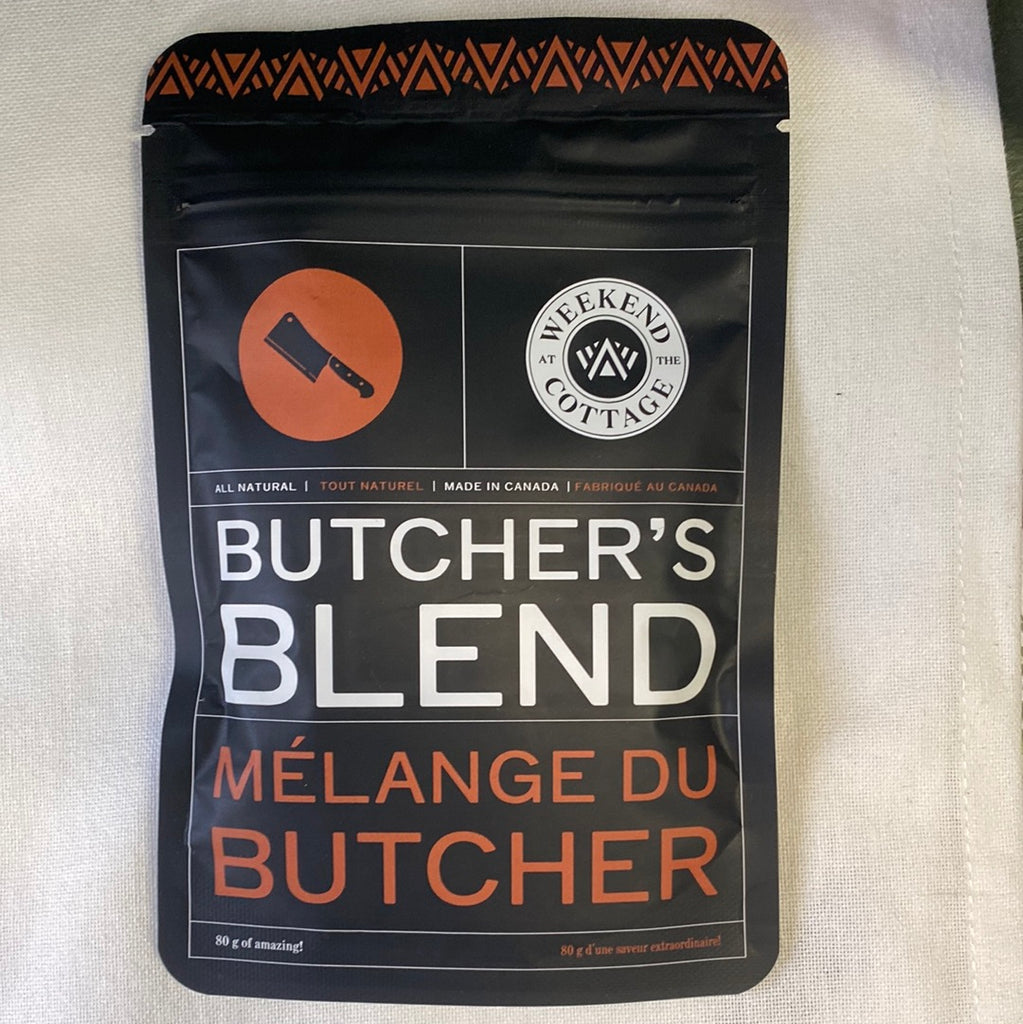 WEEKEND
AT THE
COTTAGE
ALL NATURAL | TOUT NATUREL | MADE IN CANADA | FABRIQUÉ AU CANADA
BUTCHER'S
BLEND
MÉLANGE DU
BUTCHER
80 g of amazing! 80 g d'une saveur extraordinaire!